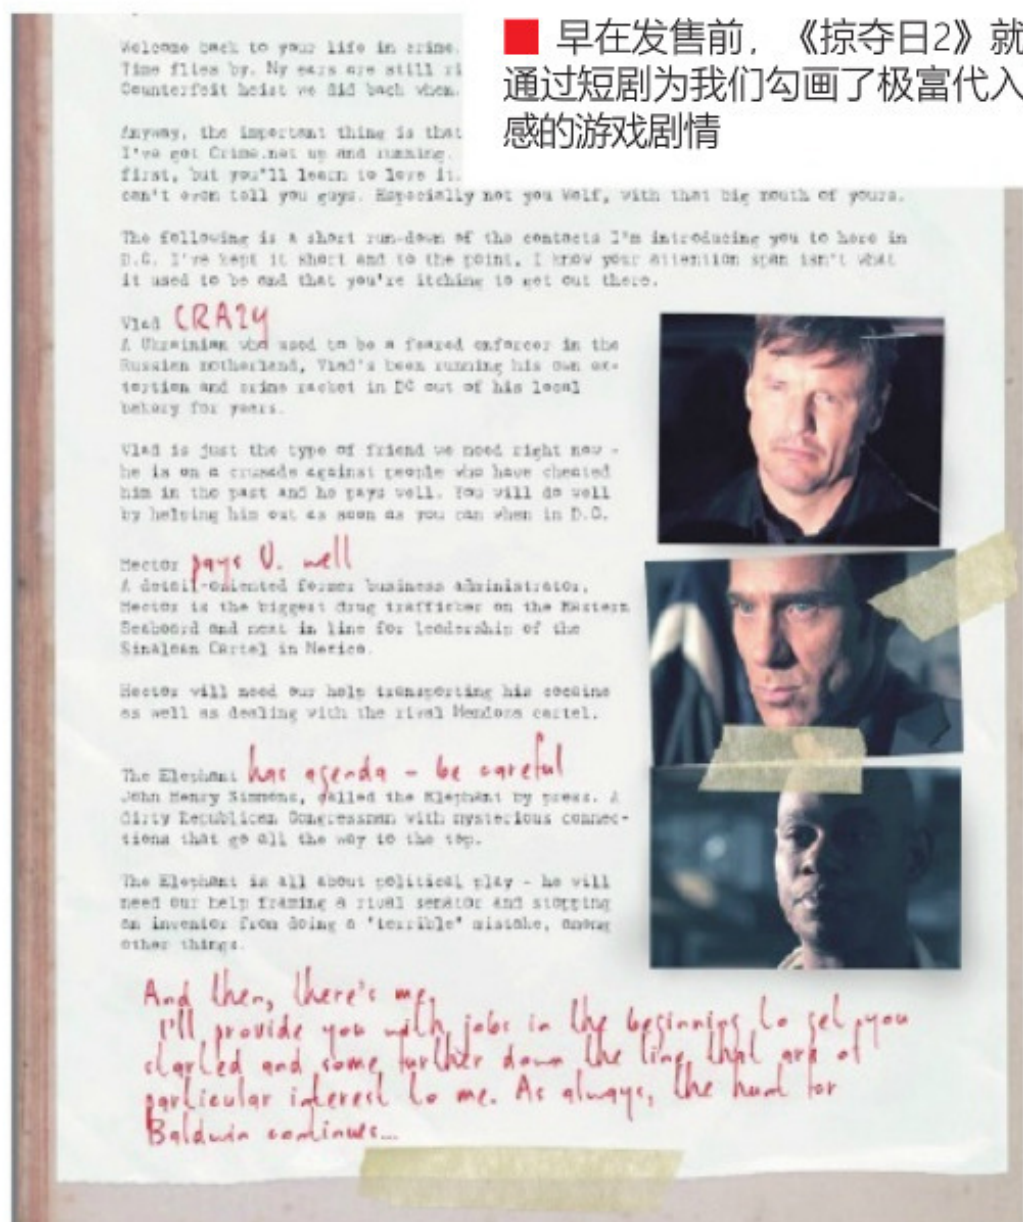 早在发售前，《掠夺日2》就
通过短剧为我们勾画了极富代入
感的游戏剧情
Welcome back to your life in crime.
Time flies by. My ears are still ri
Counterfeit heist we did back when.
Anyway, the important thing is that
I've got Crime.net up and running.
first, but you'll learn to love it.
can't even tell you guys. Especially not you Wolf, with that big mouth of yours.
The following is a short run-down of the contacts I'm introducing you to here in
D.C. I've kept it short and to the point, I know your attention span isn't what
it used to be and that you're itching to get out there.
Vlad CRAZY
A Ukrainian who used to be a feared enforcer in the
Russian motherland, Vlad's been running his own ex-
tortion and crime racket in DC out of his local
bakery for years.
Vlad is just the type of friend we need right now -
he is on a crusade against people who have cheated
him in the past and he pays well. You will do well
by helping him out as soon as you can when in D.C.
Hector pays U. well
A detail-oriented former business administrator,
Hector is the biggest drug trafficker on the Eastern
Seaboard and next in line for leadership of the
Sinaloan Cartel in Mexico.
Hector will need our help transporting his cocaine
as well as dealing with the rival Mendoza cartel.
The Elephant has agenda - be careful
John Henry Simmons, called the Elephant by press. A
dirty Republican Congressman with mysterious connec-
tions that go all the way to the top.
The Elephant is all about political play - he will
need our help framing a rival senator and stopping
an inventor from doing a "terrible" mistake, among
other things.
And then, there's me.
I'll provide you with jobs in the beginning to get you
started and some further down the line that are of
particular interest to me. As always, the hunt for
Baldwin continues...